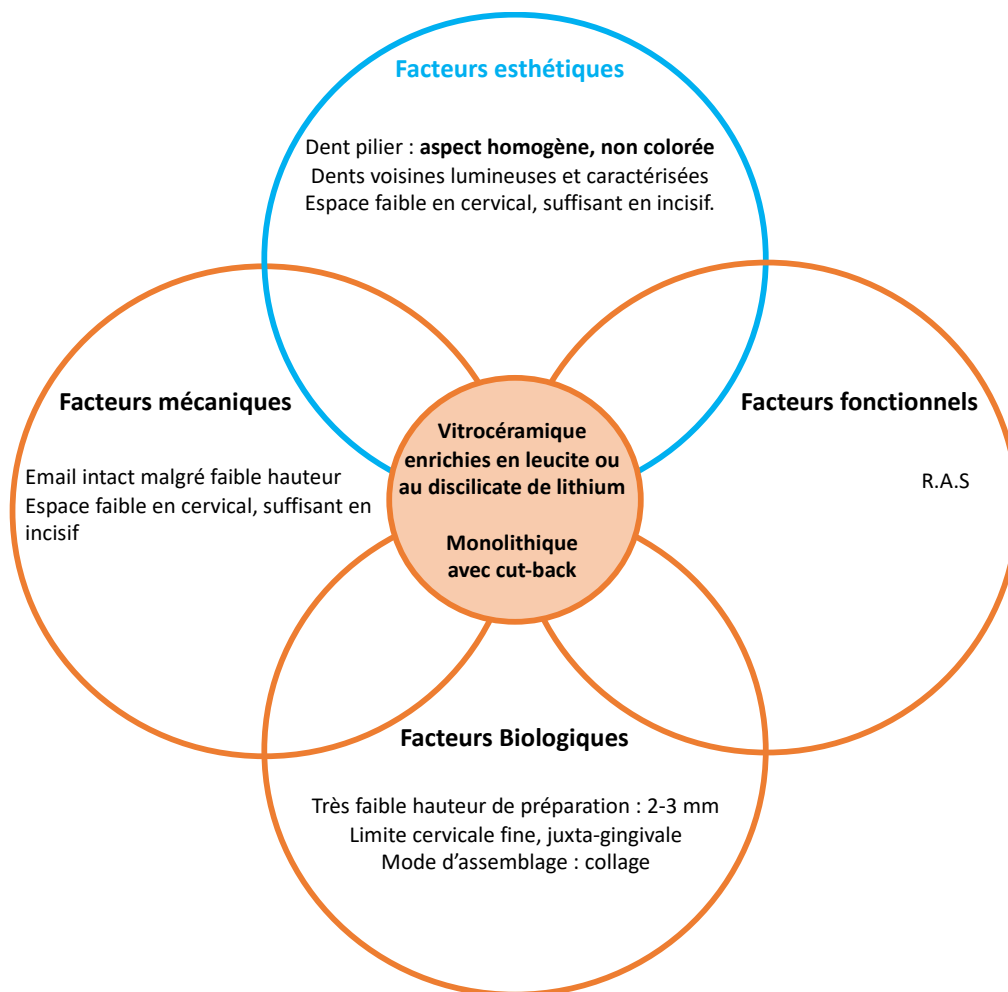 Facteurs esthétiques
Dent pilier : aspect homogène, non colorée
Dents voisines lumineuses et caractérisées
Espace faible en cervical, suffisant en incisif.
Facteurs mécaniques
Email intact malgré faible hauteur
Espace faible en cervical, suffisant en
incisif
Vitrocéramique
enrichies en leucite ou
au discilicate de lithium
Monolithique
avec cut-back
Facteurs fonctionnels
R.A.S
Facteurs Biologiques
Très faible hauteur de préparation : 2-3 mm
Limite cervicale fine, juxta-gingivale
Mode d’assemblage : collage